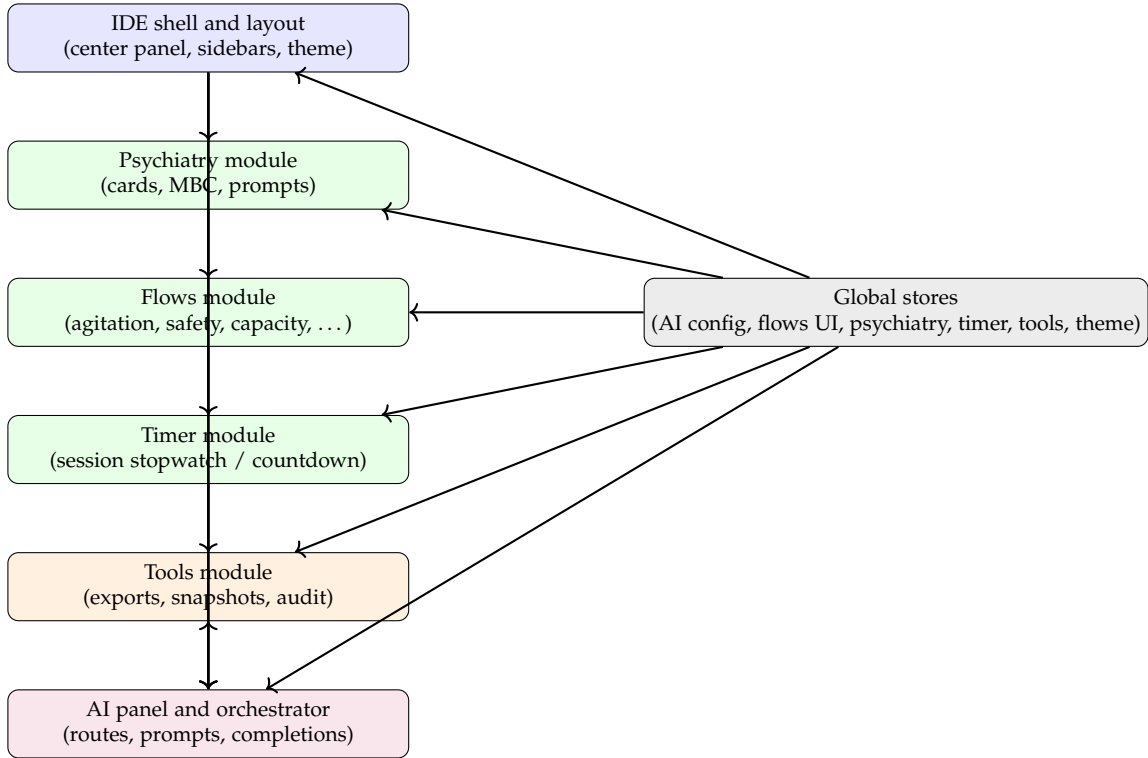 IDE shell and layout
(center panel, sidebars, theme)
Psychiatry module
(cards, MBC, prompts)
Flows module
(agitation, safety, capacity, …)
Global stores
(AI config, flows UI, psychiatry, timer, tools, theme)
Timer module
(session stopwatch / countdown)
Tools module
(exports, snapshots, audit)
AI panel and orchestrator
(routes, prompts, completions)